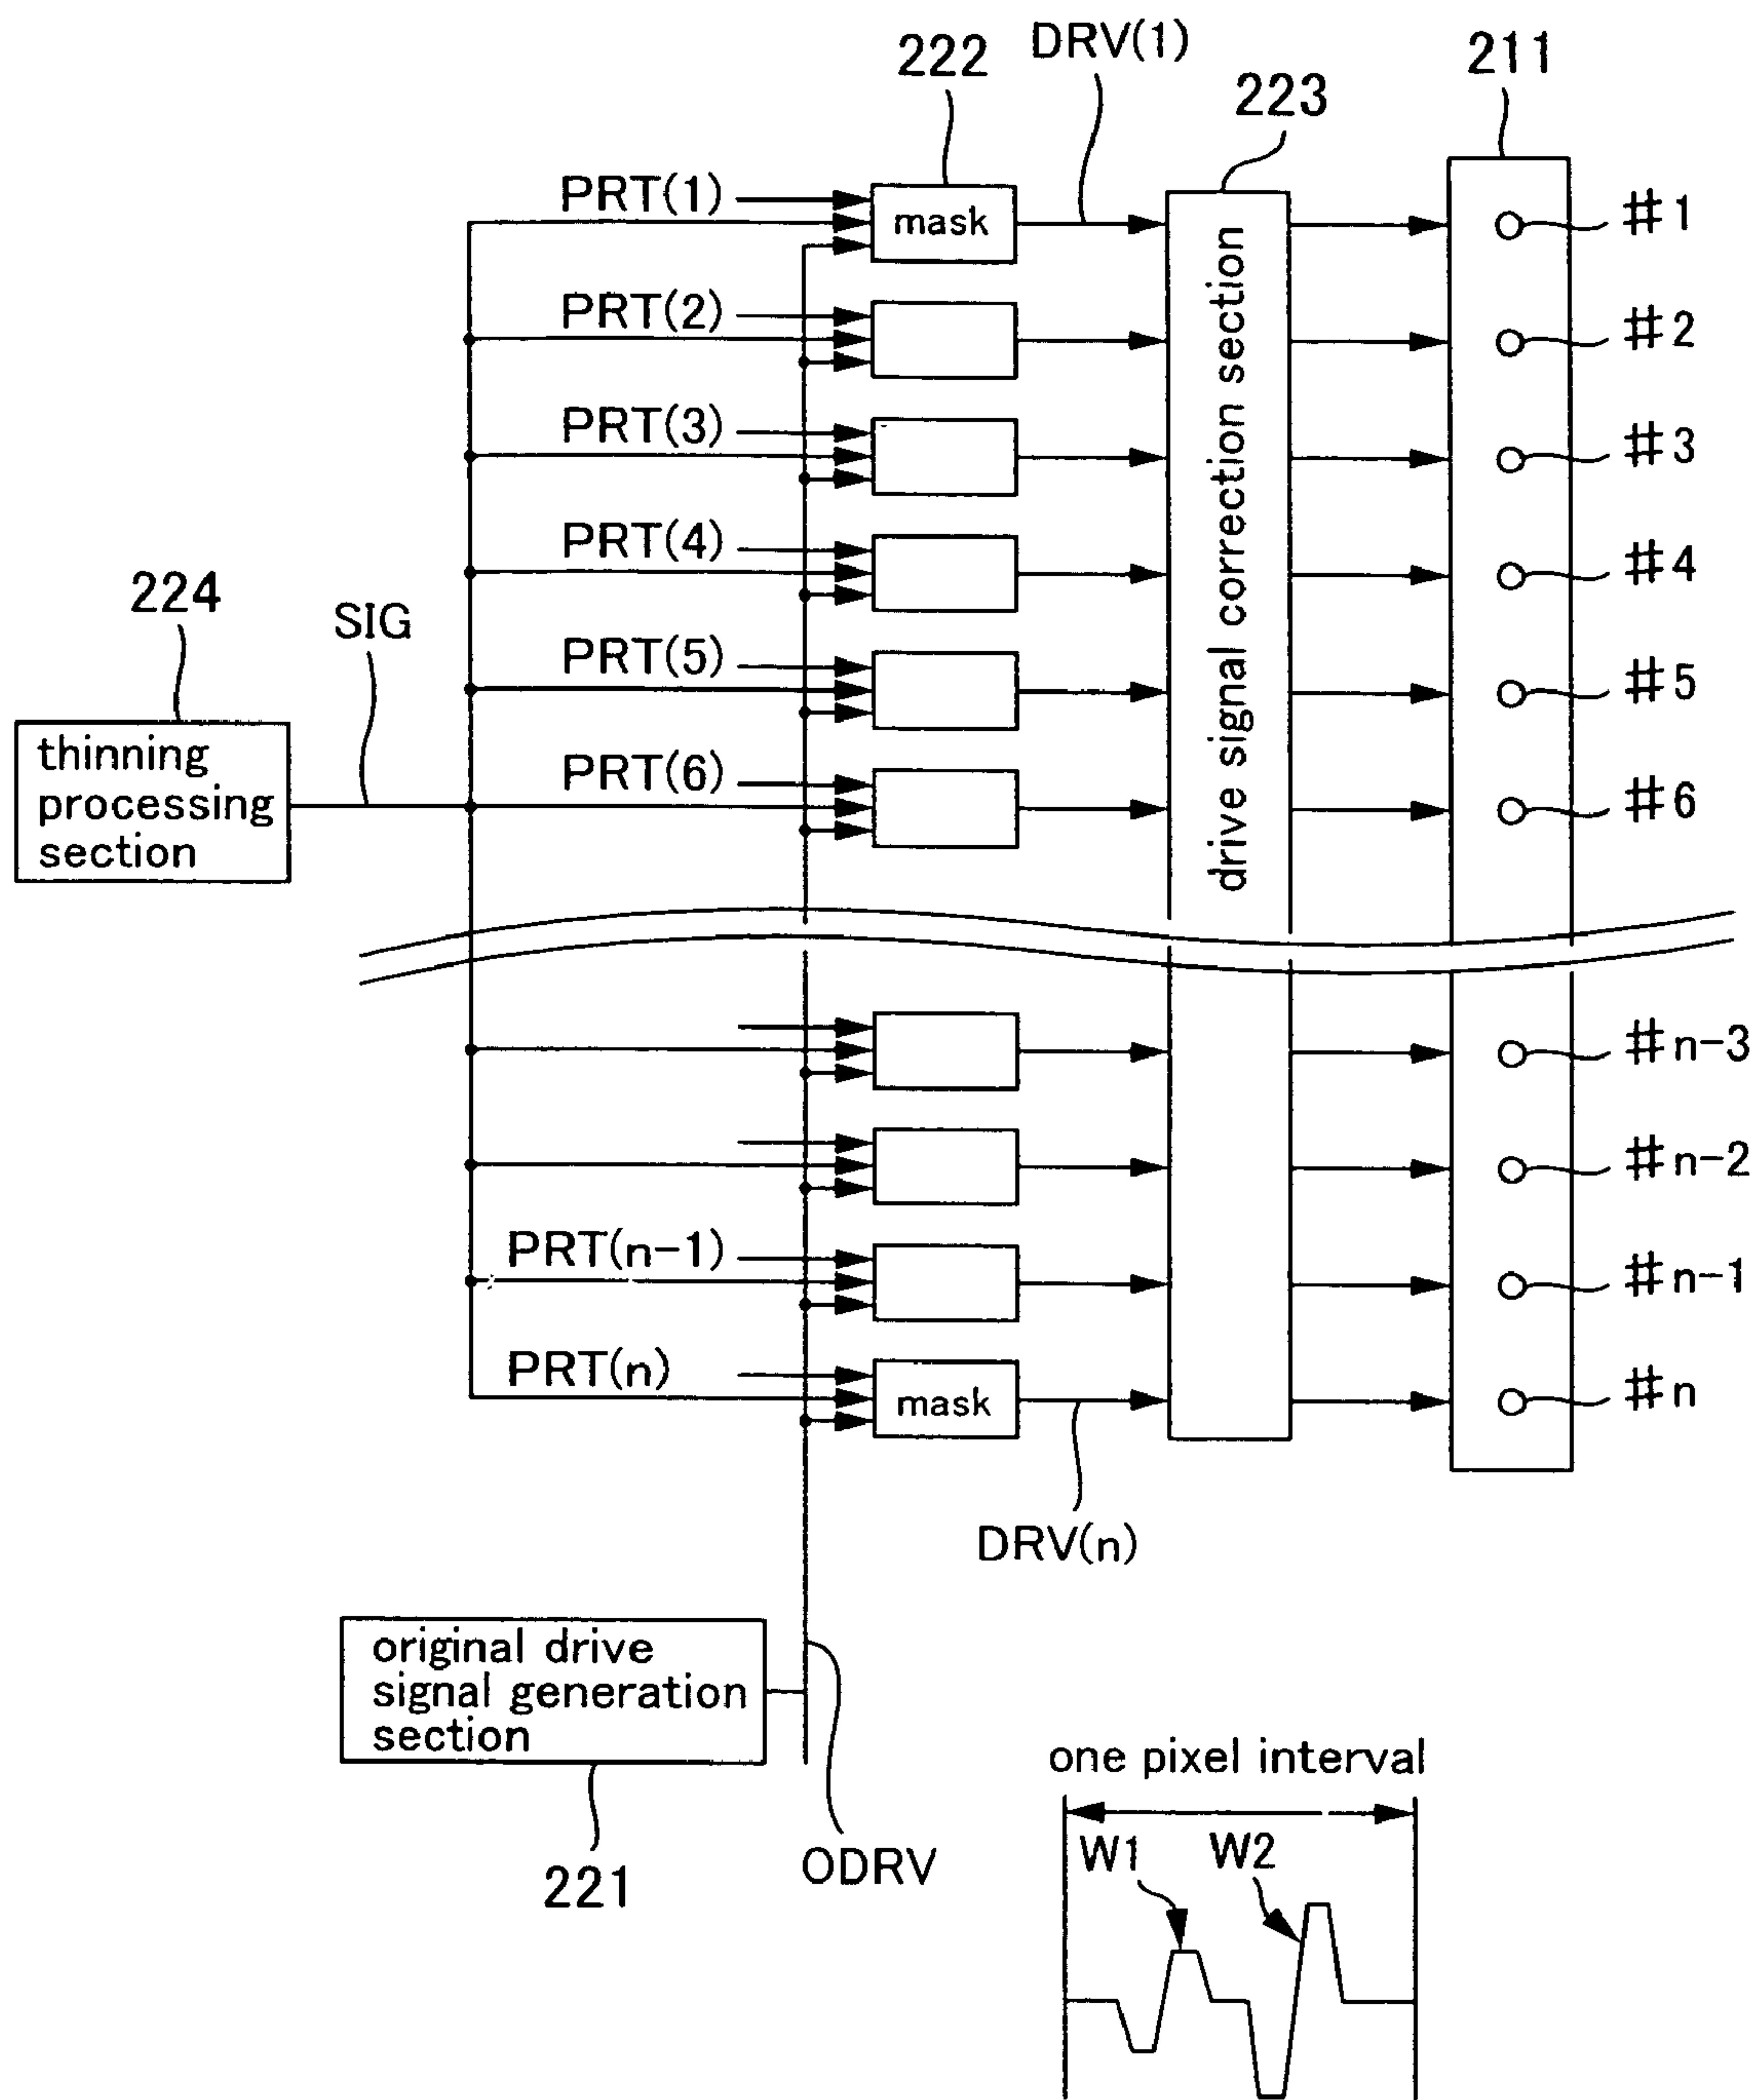 222
DRV(1)
223
211
PRT(1)
mask
#1
PRT(2)
#2
PRT(3)
#3
drive signal correction section
PRT(4)
#4
224
SIG
PRT(5)
#5
thinning
processing
section
PRT(6)
#6
#n-3
#n-2
PRT(n-1)
#n-1
PRT(n)
mask
#n
DRV(n)
original drive
signal generation
section
221
ODRV
one pixel interval
W1
W2